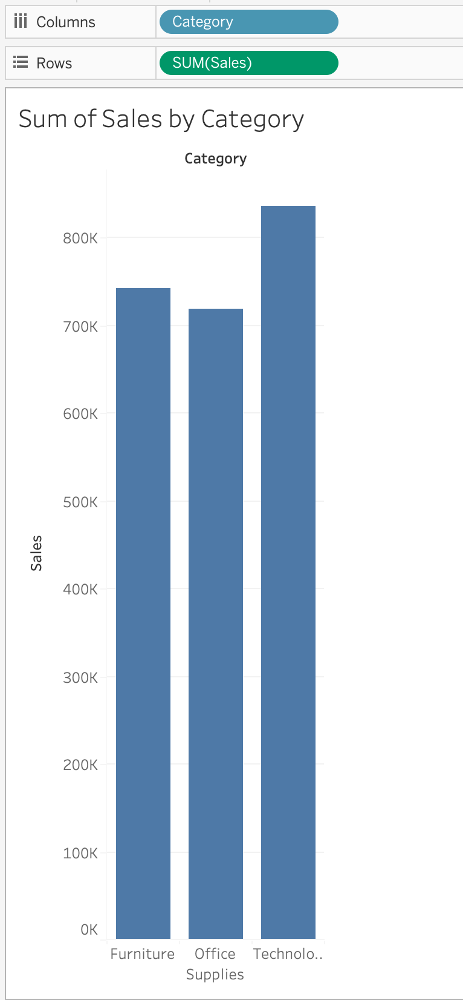 Columns
Category
Rows
SUM(Sales)
Sum of Sales by Category
Category
800K
700K
600K
500K
400K
300K
200K
100K
0K
Sales
Furniture
Office
Supplies
Technolo..